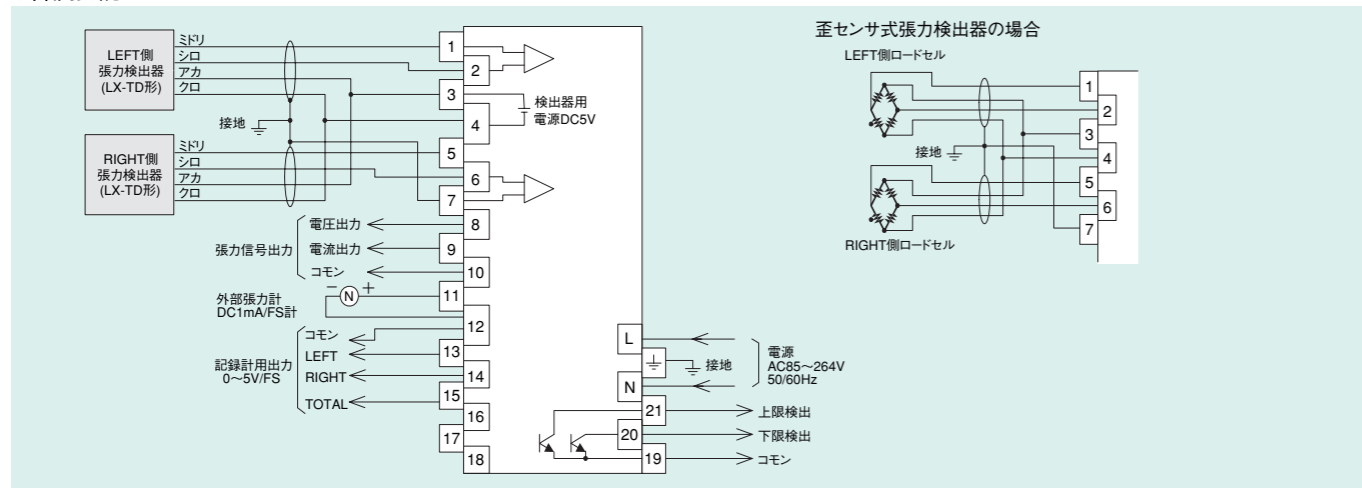 LEFT側
張力検出器
(LX-TD形)
ミドリ
シロ
アカ
クロ
接地
RIGHT側
張力検出器
(LX-TD形)
ミドリ
シロ
アカ
クロ
1
2
3
4
5
6
7
8
9
10
11
12
13
14
15
16
17
18
検出器用
電源DC5V
張力信号出力
電圧出力
電流出力
コモン
外部張力計
DC1mA/FS計
− N +
記録計用出力
0〜5V/FS
コモン
LEFT
RIGHT
TOTAL
L
N
接地
電源
AC85〜264V
50/60Hz
21
20
19
上限検出
下限検出
コモン
歪センサ式張力検出器の場合
LEFT側ロードセル
接地
RIGHT側ロードセル
1
2
3
4
5
6
7